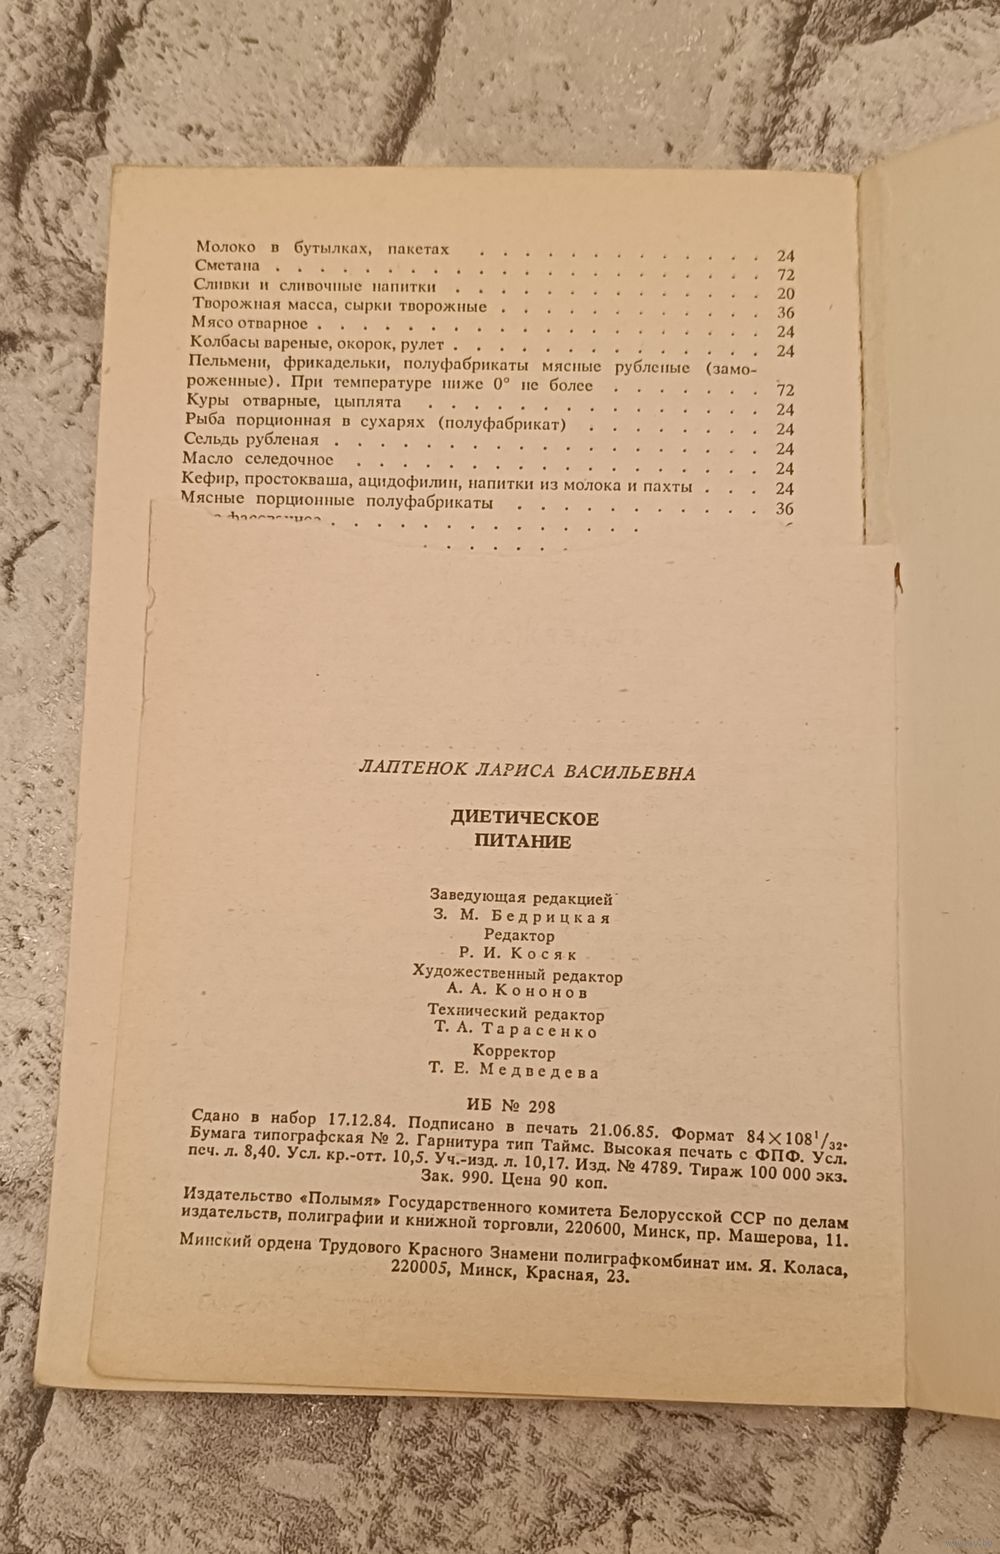 Молоко в бутылках, пакетах . . . . . . . . . . . . . 24
Сметана . . . . . . . . . . . . . . . . . . . . . . 72
Сливки и сливочные напитки . . . . . . . . . . . . . 20
Творожная масса, сырки творожные . . . . . . . . . . 36
Мясо отварное . . . . . . . . . . . . . . . . . . . 24
Колбасы вареные, окорок, рулет . . . . . . . . . . . 24
Пельмени, фрикадельки, полуфабрикаты мясные рубленые (замо-
роженные). При температуре ниже 0° не более . . . . . . 72
Куры отварные, цыплята . . . . . . . . . . . . . . . 24
Рыба порционная в сухарях (полуфабрикат) . . . . . . . 24
Сельдь рубленая . . . . . . . . . . . . . . . . . . 24
Масло селедочное . . . . . . . . . . . . . . . . . 24
Кефир, простокваша, ацидофилин, напитки из молока и пахты . . . 24
Мясные порционные полуфабрикаты . . . . . . . . . . 36
ЛАПТЕНОК ЛАРИСА ВАСИЛЬЕВНА
ДИЕТИЧЕСКОЕ
ПИТАНИЕ
Заведующая редакцией
З. М. Бедрицкая
Редактор
Р. И. Косяк
Художественный редактор
А. А. Кононов
Технический редактор
Т. А. Тарасенко
Корректор
Т. Е. Медведева
ИБ № 298
Сдано в набор 17.12.84. Подписано в печать 21.06.85. Формат 84×108¹/₃₂.
Бумага типографская № 2. Гарнитура тип Таймс. Высокая печать с ФПФ. Усл.
печ. л. 8,40. Усл. кр.-отт. 10,5. Уч.-изд. л. 10,17. Изд. № 4789. Тираж 100 000 экз.
Зак. 990. Цена 90 коп.
Издательство «Полымя» Государственного комитета Белорусской ССР по делам
издательств, полиграфии и книжной торговли, 220600, Минск, пр. Машерова, 11.
Минский ордена Трудового Красного Знамени полиграфкомбинат им. Я. Коласа,
220005, Минск, Красная, 23.